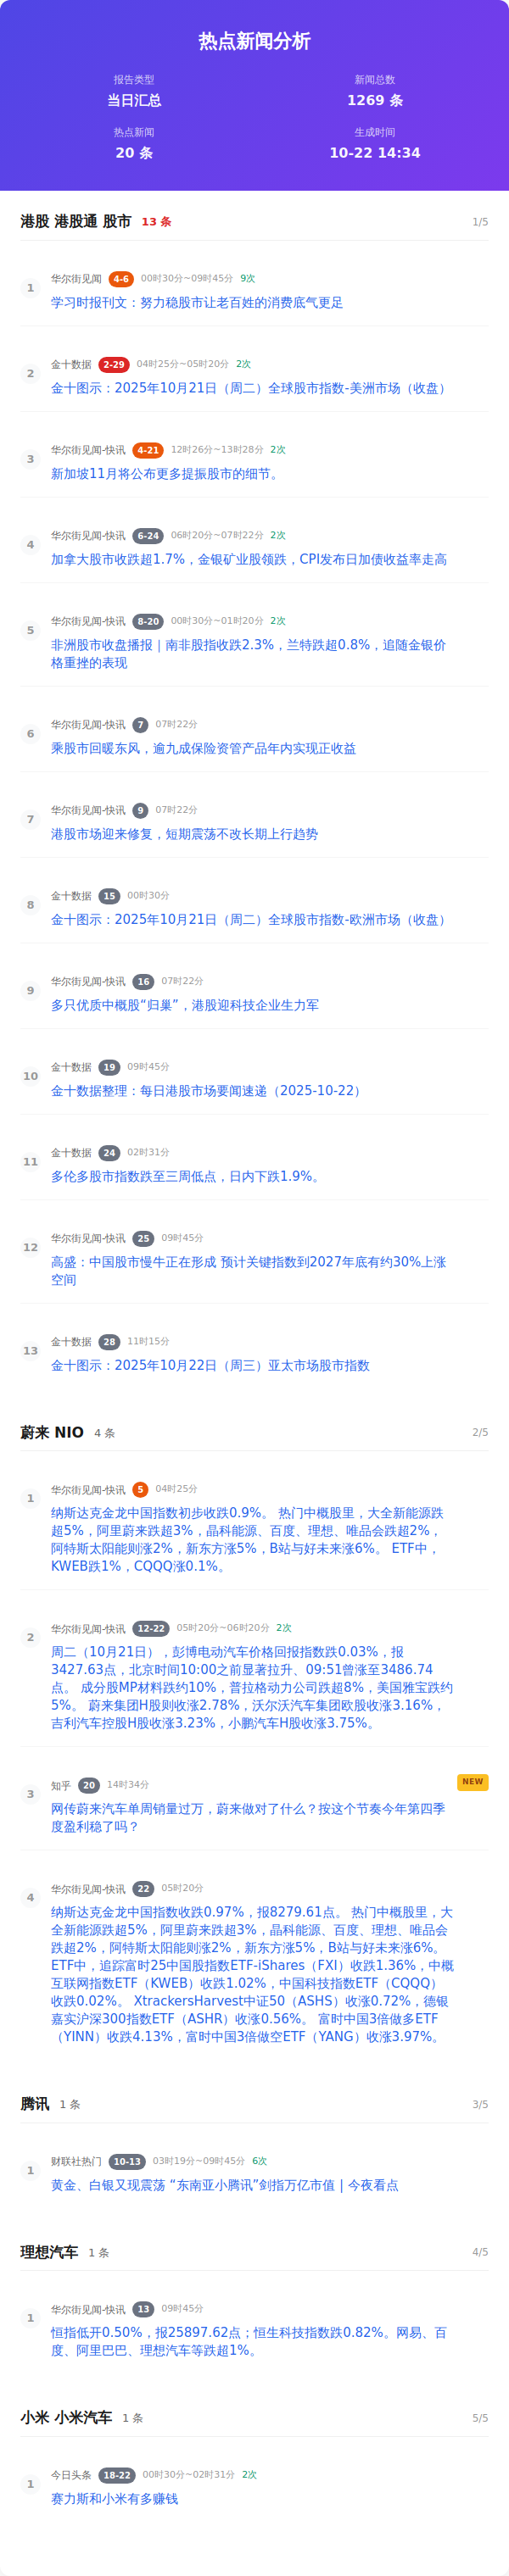 热点新闻分析
报告类型
新闻总数
当日汇总
1269 条
热点新闻
生成时间
20 条
10-22 14:34
港股 港股通 股市 13 条 1/5
1
华尔街见闻 4-6 00时30分~09时45分 9次
学习时报刊文：努力稳股市让老百姓的消费底气更足
2
金十数据 2-29 04时25分~05时20分 2次
金十图示：2025年10月21日（周二）全球股市指数-美洲市场（收盘）
3
华尔街见闻-快讯 4-21 12时26分~13时28分 2次
新加坡11月将公布更多提振股市的细节。
4
华尔街见闻-快讯 6-24 06时20分~07时22分 2次
加拿大股市收跌超1.7%，金银矿业股领跌，CPI发布日加债收益率走高
5
华尔街见闻-快讯 8-20 00时30分~01时20分 2次
非洲股市收盘播报｜南非股指收跌2.3%，兰特跌超0.8%，追随金银价
格重挫的表现
6
华尔街见闻-快讯 7 07时22分
乘股市回暖东风，逾九成保险资管产品年内实现正收益
7
华尔街见闻-快讯 9 07时22分
港股市场迎来修复，短期震荡不改长期上行趋势
8
金十数据 15 00时30分
金十图示：2025年10月21日（周二）全球股市指数-欧洲市场（收盘）
9
华尔街见闻-快讯 16 07时22分
多只优质中概股“归巢”，港股迎科技企业生力军
10
金十数据 19 09时45分
金十数据整理：每日港股市场要闻速递（2025-10-22）
11
金十数据 24 02时31分
多伦多股市指数跌至三周低点，日内下跌1.9%。
12
华尔街见闻-快讯 25 09时45分
高盛：中国股市慢牛正在形成 预计关键指数到2027年底有约30%上涨
空间
13
金十数据 28 11时15分
金十图示：2025年10月22日（周三）亚太市场股市指数
蔚来 NIO 4 条 2/5
1
华尔街见闻-快讯 5 04时25分
纳斯达克金龙中国指数初步收跌0.9%。 热门中概股里，大全新能源跌
超5%，阿里蔚来跌超3%，晶科能源、百度、理想、唯品会跌超2%，
阿特斯太阳能则涨2%，新东方涨5%，B站与好未来涨6%。 ETF中，
KWEB跌1%，CQQQ涨0.1%。
2
华尔街见闻-快讯 12-22 05时20分~06时20分 2次
周二（10月21日），彭博电动汽车价格回报指数跌0.03%，报
3427.63点，北京时间10:00之前显著拉升、09:51曾涨至3486.74
点。 成分股MP材料跌约10%，普拉格动力公司跌超8%，美国雅宝跌约
5%。 蔚来集团H股则收涨2.78%，沃尔沃汽车集团欧股收涨3.16%，
吉利汽车控股H股收涨3.23%，小鹏汽车H股收涨3.75%。
3
知乎 20 14时34分 NEW
网传蔚来汽车单周销量过万，蔚来做对了什么？按这个节奏今年第四季
度盈利稳了吗？
4
华尔街见闻-快讯 22 05时20分
纳斯达克金龙中国指数收跌0.97%，报8279.61点。 热门中概股里，大
全新能源跌超5%，阿里蔚来跌超3%，晶科能源、百度、理想、唯品会
跌超2%，阿特斯太阳能则涨2%，新东方涨5%，B站与好未来涨6%。
ETF中，追踪富时25中国股指数ETF-iShares（FXI）收跌1.36%，中概
互联网指数ETF（KWEB）收跌1.02%，中国科技指数ETF（CQQQ）
收跌0.02%。 XtrackersHarvest中证50（ASHS）收涨0.72%，德银
嘉实沪深300指数ETF（ASHR）收涨0.56%。 富时中国3倍做多ETF
（YINN）收跌4.13%，富时中国3倍做空ETF（YANG）收涨3.97%。
腾讯 1 条 3/5
1
财联社热门 10-13 03时19分~09时45分 6次
黄金、白银又现震荡 “东南亚小腾讯”剑指万亿市值 | 今夜看点
理想汽车 1 条 4/5
1
华尔街见闻-快讯 13 09时45分
恒指低开0.50%，报25897.62点；恒生科技指数跌0.82%。网易、百
度、阿里巴巴、理想汽车等跌超1%。
小米 小米汽车 1 条 5/5
1
今日头条 18-22 00时30分~02时31分 2次
赛力斯和小米有多赚钱